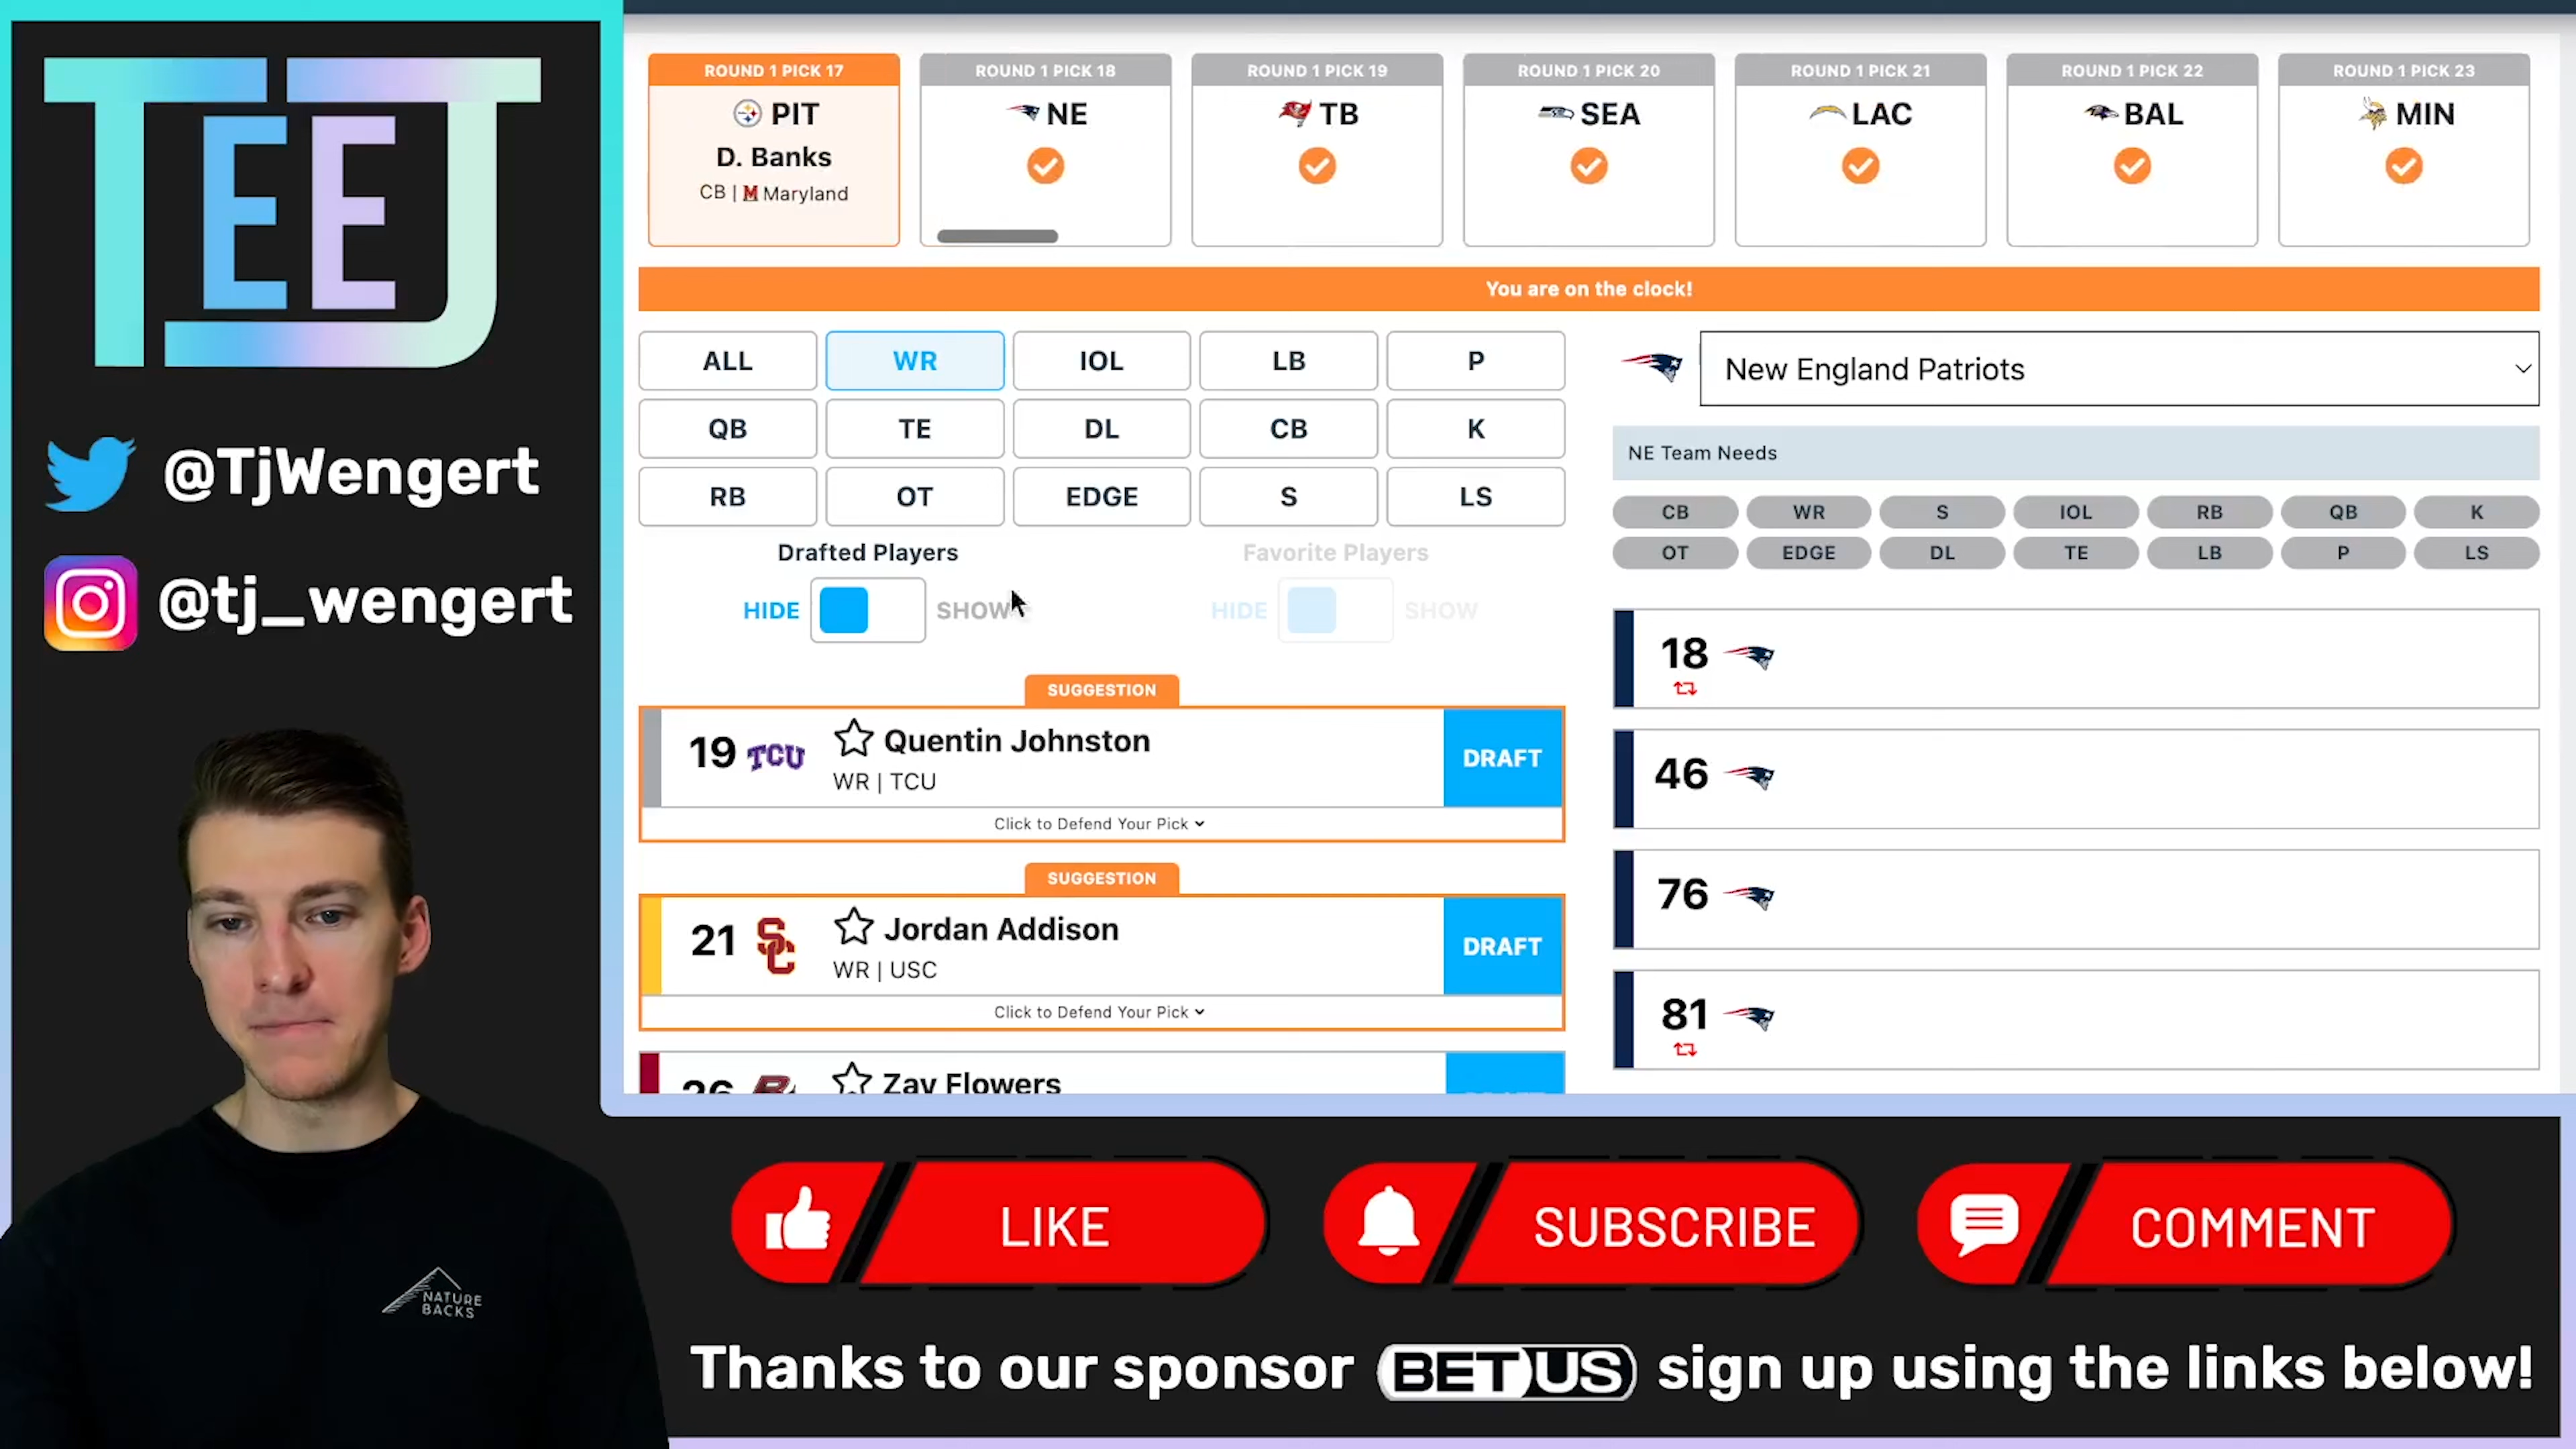 TEEJ
@TjWengert
@tj_wengert
NATURE
BACKS
ROUND 1 PICK 17
PIT
D. Banks
CB | M Maryland
ROUND 1 PICK 18
NE
ROUND 1 PICK 19
TB
ROUND 1 PICK 20
SEA
ROUND 1 PICK 21
LAC
ROUND 1 PICK 22
BAL
ROUND 1 PICK 23
MIN
You are on the clock!
ALL WR IOL LB P
QB TE DL CB K
RB OT EDGE S LS
Drafted Players
HIDE SHOW
Favorite Players
HIDE SHOW
SUGGESTION
19 TCU Quentin Johnston
WR | TCU
DRAFT
Click to Defend Your Pick
SUGGESTION
21 SC Jordan Addison
WR | USC
DRAFT
Click to Defend Your Pick
26 Zay Flowers
New England Patriots
NE Team Needs
CB WR S IOL RB QB K
OT EDGE DL TE LB P LS
18
46
76
81
LIKE
SUBSCRIBE
COMMENT
Thanks to our sponsor BETUS sign up using the links below!